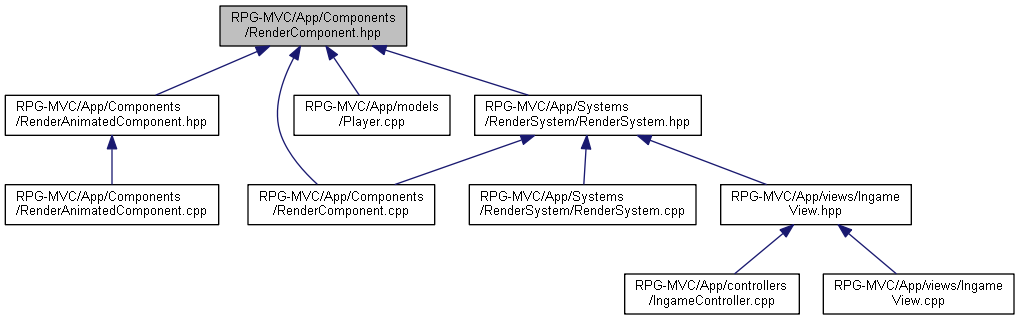 RPG-MVC/App/Components
/RenderComponent.hpp
RPG-MVC/App/Components
/RenderAnimatedComponent.hpp
RPG-MVC/App/models
/Player.cpp
RPG-MVC/App/Systems
/RenderSystem/RenderSystem.hpp
RPG-MVC/App/Components
/RenderAnimatedComponent.cpp
RPG-MVC/App/Components
/RenderComponent.cpp
RPG-MVC/App/Systems
/RenderSystem/RenderSystem.cpp
RPG-MVC/App/views/Ingame
View.hpp
RPG-MVC/App/controllers
/IngameController.cpp
RPG-MVC/App/views/Ingame
View.cpp